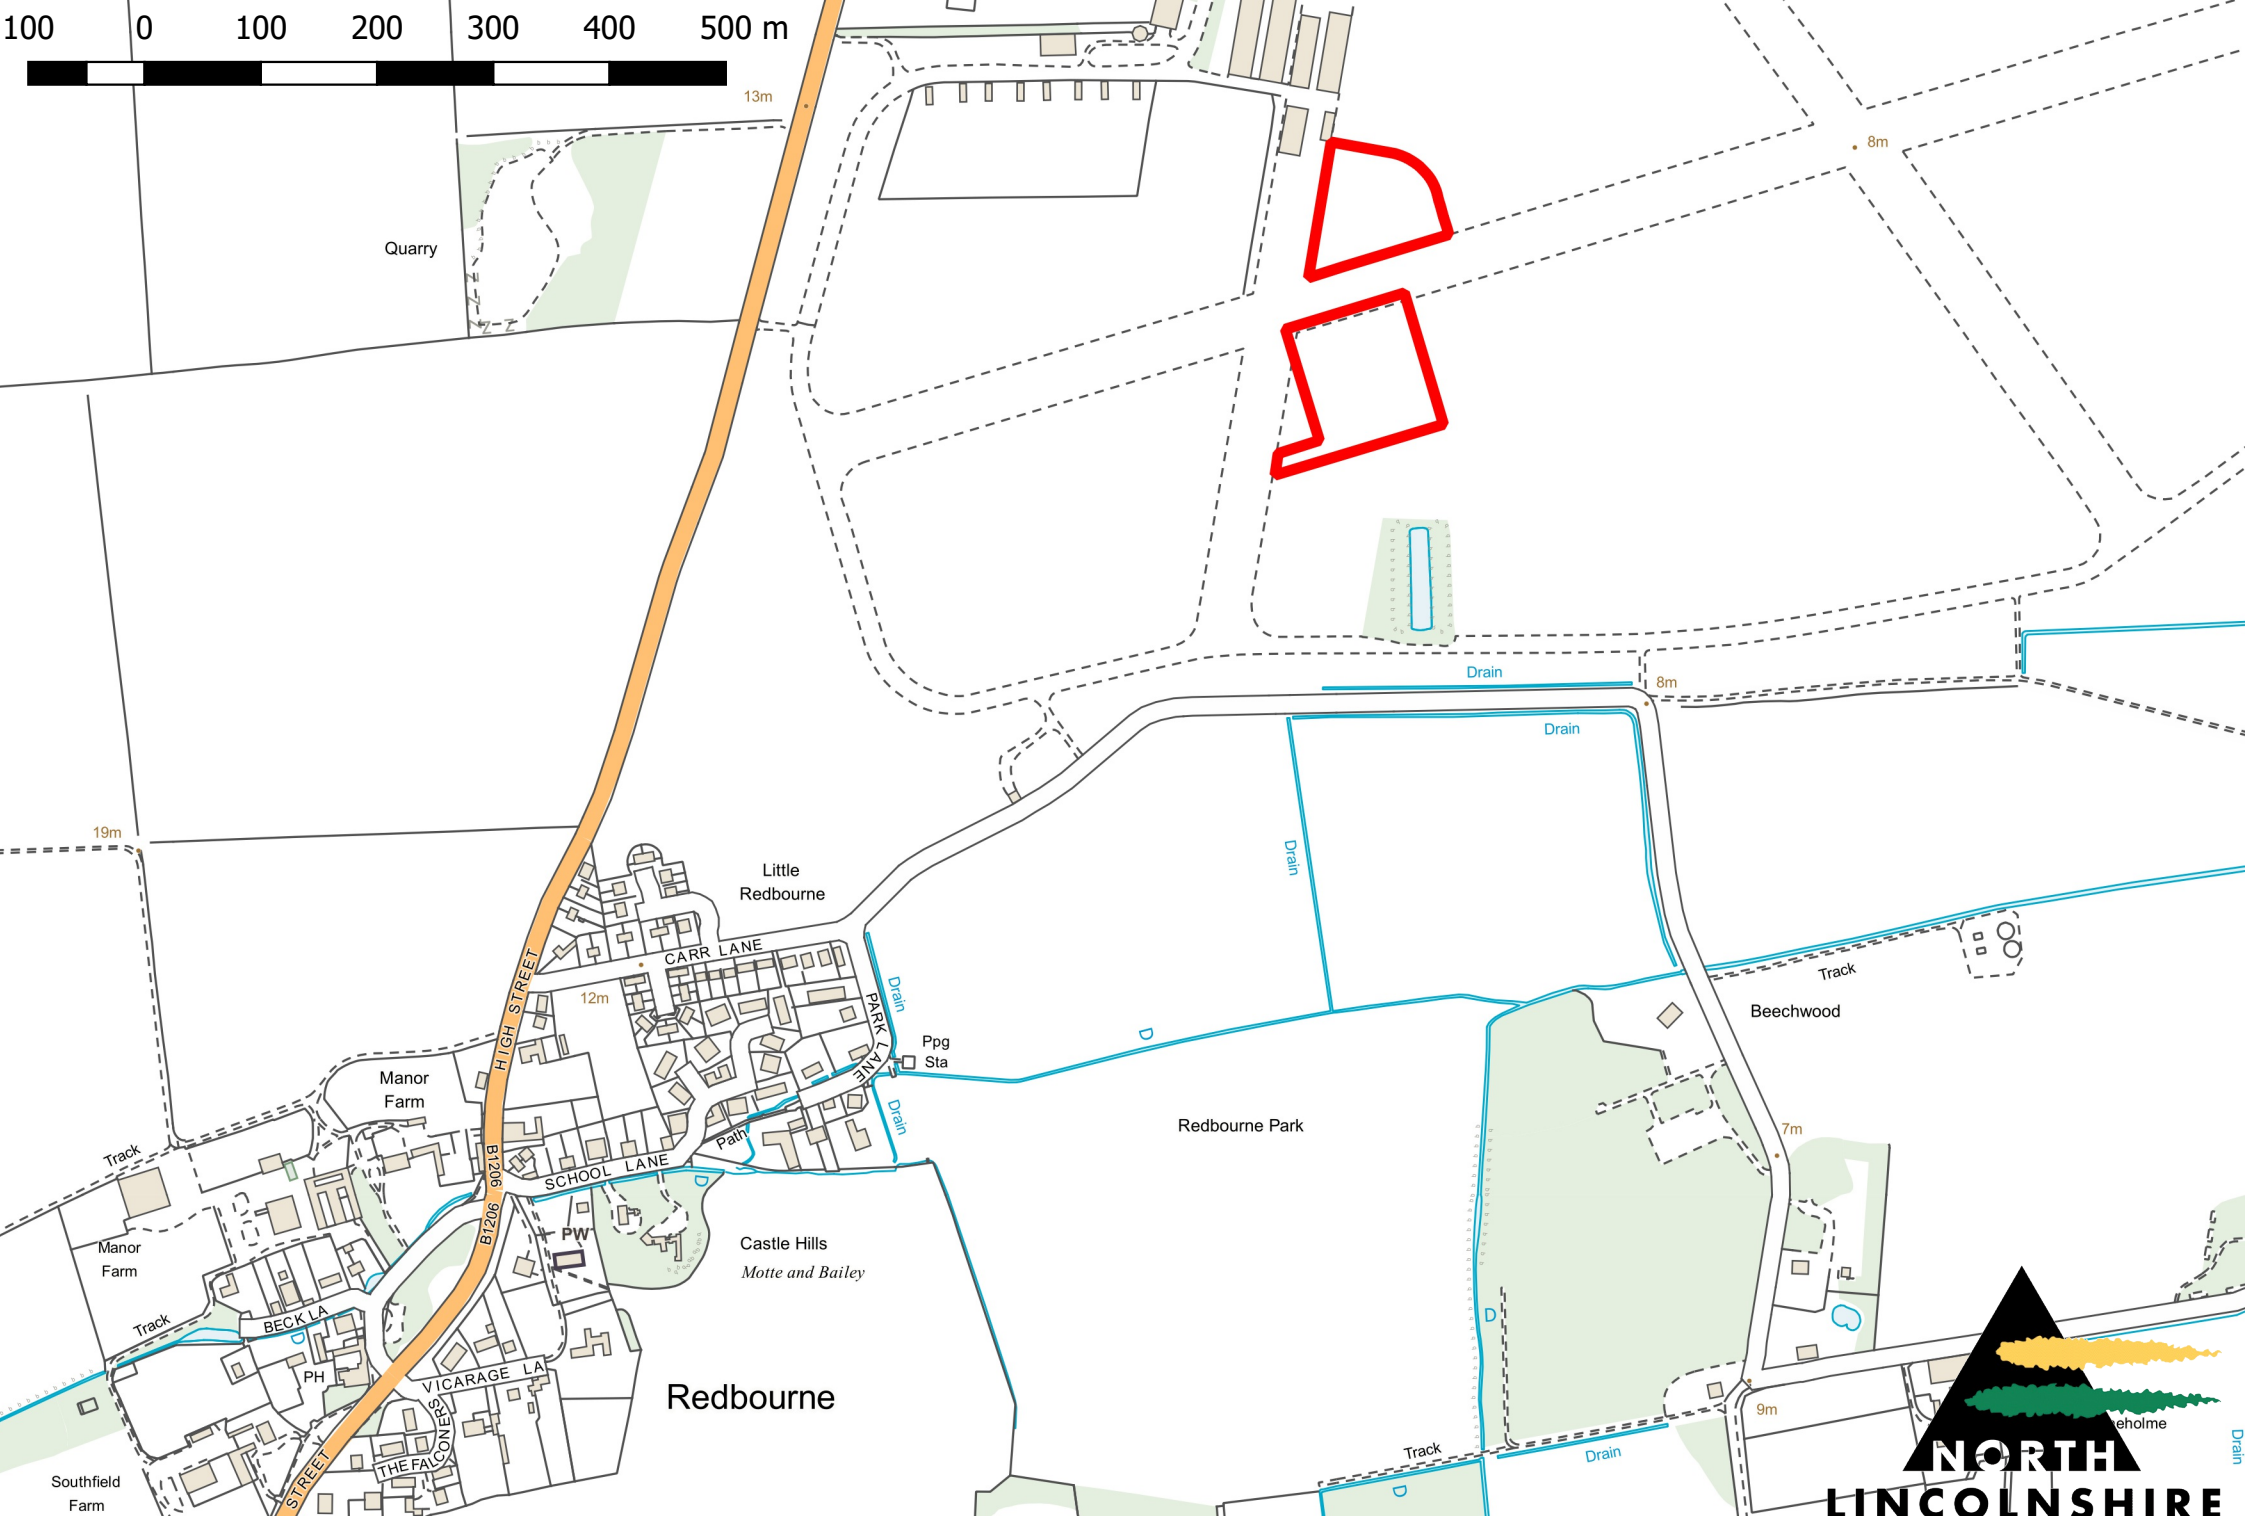 100 0 100 200 300 400 500 m
13m
8m
Quarry
Drain
8m
Drain
19m
Little
Redbourne
Drain
CARR LANE
HIGH STREET
12m
Drain
PARK LANE
Track
Beechwood
D
Ppg
Sta
Manor
Farm
Drain
Redbourne Park
7m
Path
Track
B1206
SCHOOL LANE
D
B1206
PW
Castle Hills
Motte and Bailey
Manor
Farm
Track
BECK LA
D
D
PH
VICARAGE LA
Redbourne
THE FALCONERS
9m
eholme
Track
Drain
Drain
Southfield
Farm
STREET
D
NORTH
LINCOLNSHIRE